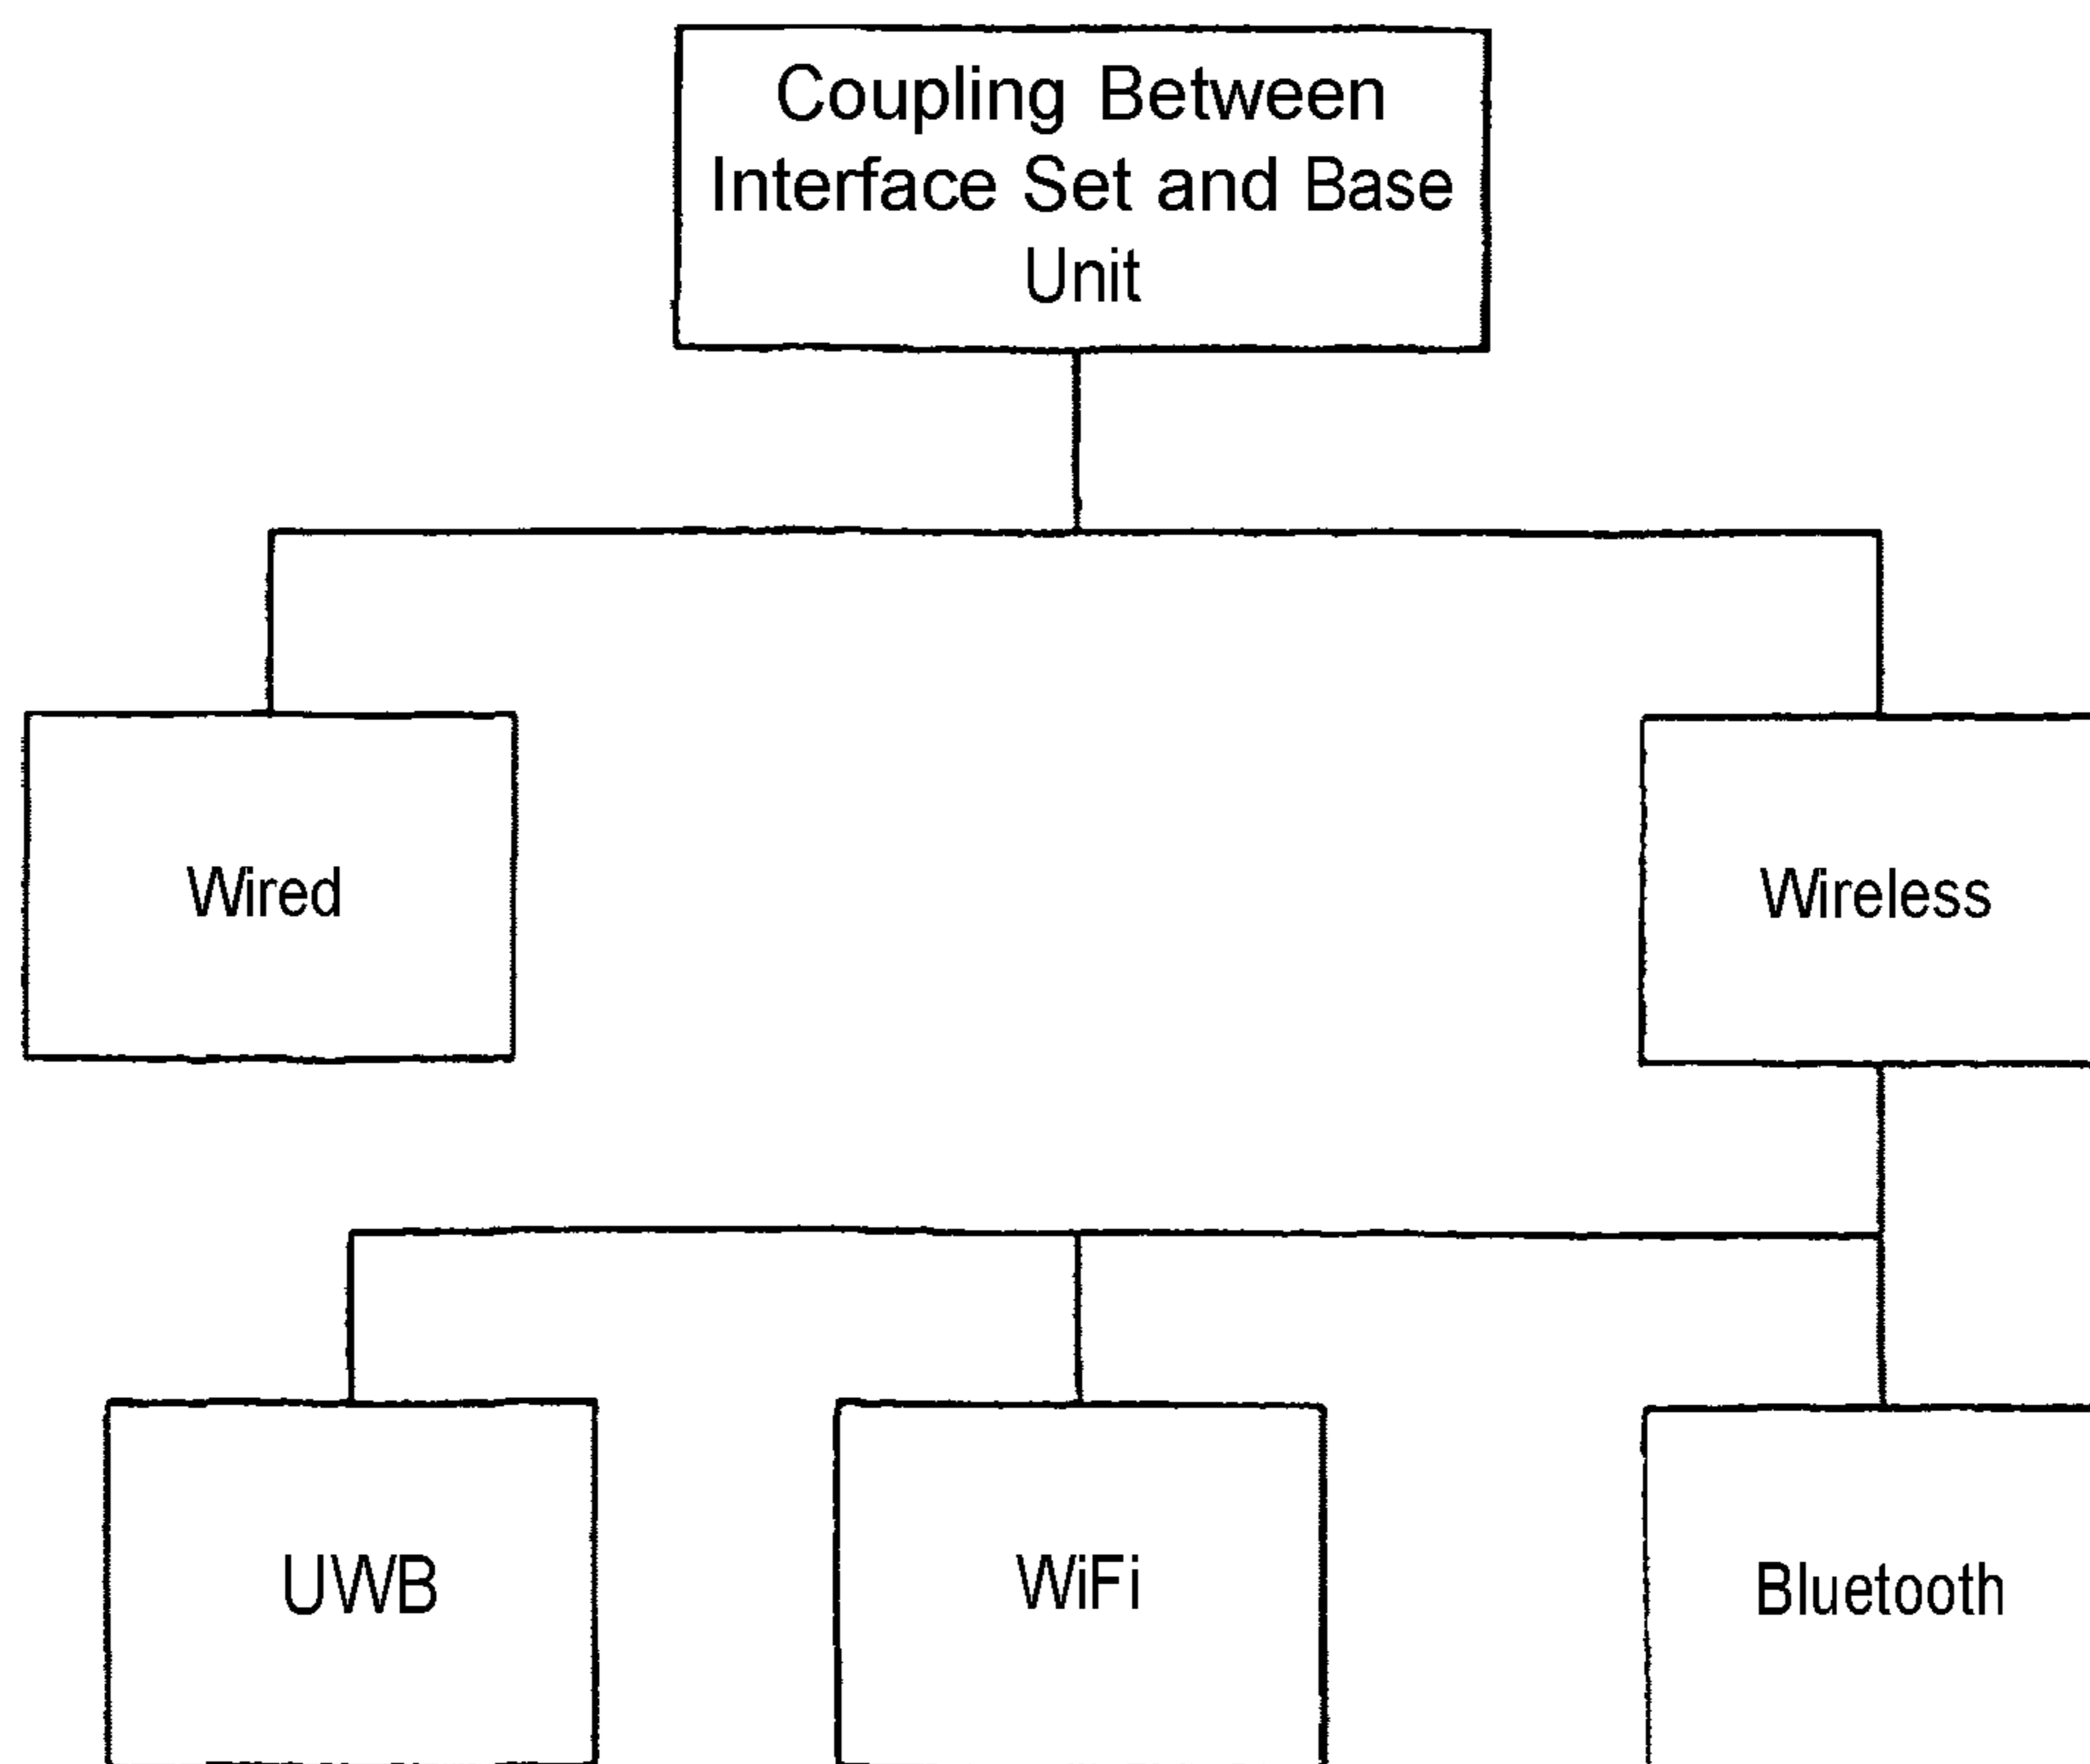 Coupling Between
Interface Set and Base
Unit
Wired
Wireless
UWB
WiFi
Bluetooth